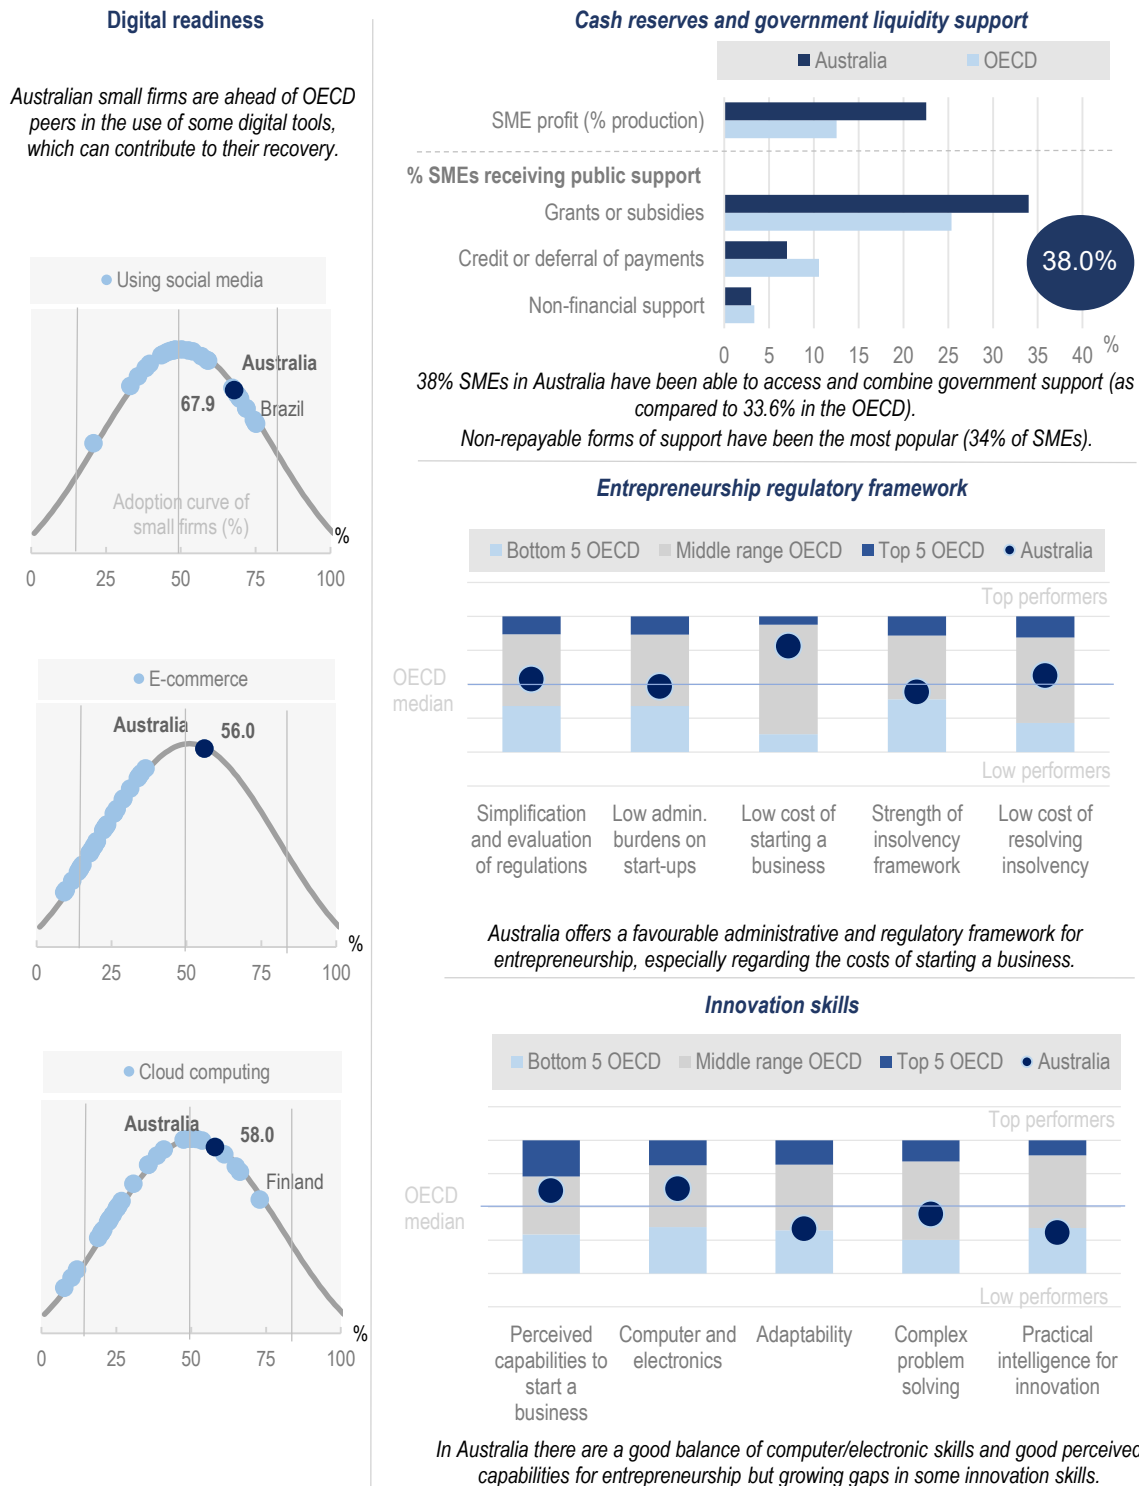 Digital readiness
Australian small firms are ahead of OECD
peers in the use of some digital tools,
which can contribute to their recovery.
Using social media
Australia
67.9
Brazil
Adoption curve of
small firms (%)
%
0 25 50 75 100
E-commerce
Australia
56.0
%
0 25 50 75 100
Cloud computing
Australia
58.0
Finland
%
0 25 50 75 100
Cash reserves and government liquidity support
Australia OECD
SME profit (% production)
% SMEs receiving public support
Grants or subsidies
Credit or deferral of payments
38.0%
Non-financial support
0 5 10 15 20 25 30 35 40 %
38% SMEs in Australia have been able to access and combine government support (as
compared to 33.6% in the OECD).
Non-repayable forms of support have been the most popular (34% of SMEs).
Entrepreneurship regulatory framework
Bottom 5 OECD Middle range OECD Top 5 OECD Australia
Top performers
OECD
median
Low performers
Simplification
and evaluation
of regulations
Low admin.
burdens on
start-ups
Low cost of
starting a
business
Strength of
insolvency
framework
Low cost of
resolving
insolvency
Australia offers a favourable administrative and regulatory framework for
entrepreneurship, especially regarding the costs of starting a business.
Innovation skills
Bottom 5 OECD Middle range OECD Top 5 OECD Australia
Top performers
OECD
median
Low performers
Perceived
capabilities to
start a
business
Computer and
electronics
Adaptability
Complex
problem
solving
Practical
intelligence for
innovation
In Australia there are a good balance of computer/electronic skills and good perceived
capabilities for entrepreneurship but growing gaps in some innovation skills.